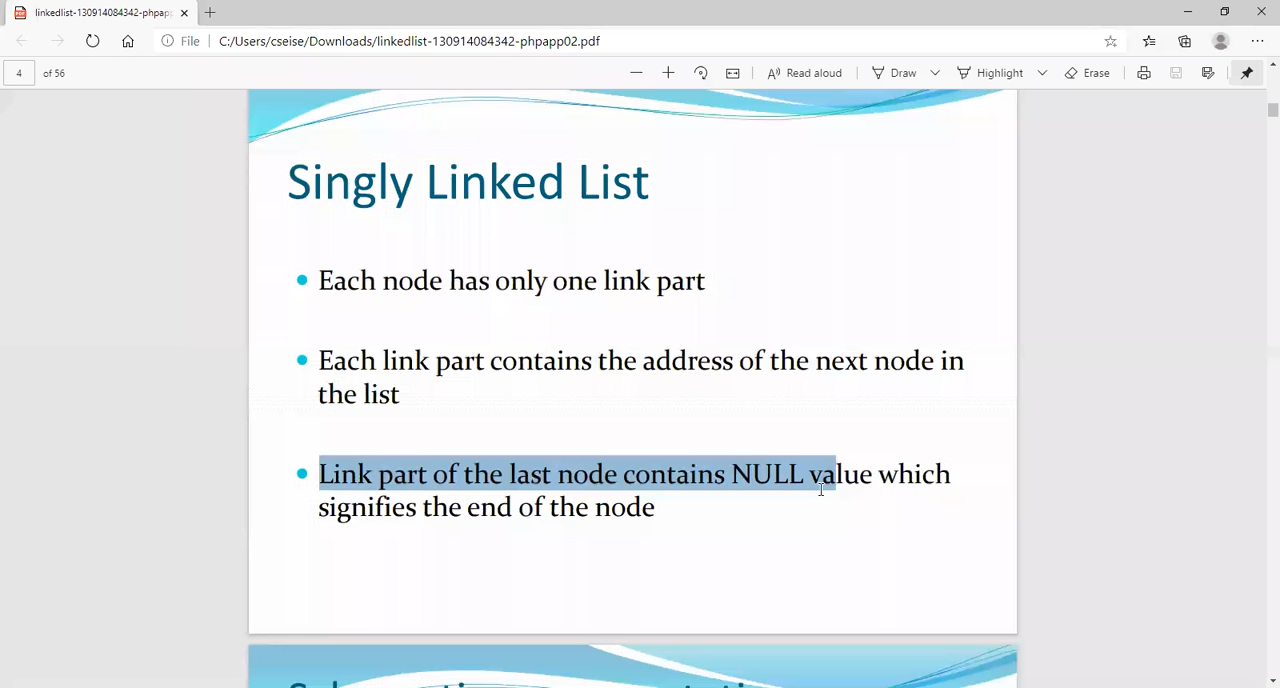 linkedlist-130914084342-phpapp
File
C:/Users/cseise/Downloads/linkedlist-130914084342-phpapp02.pdf
4 of 56
Read aloud
Draw
Highlight
Erase
Singly Linked List
Each node has only one link part
Each link part contains the address of the next node in
the list
Link part of the last node contains NULL value which
signifies the end of the node